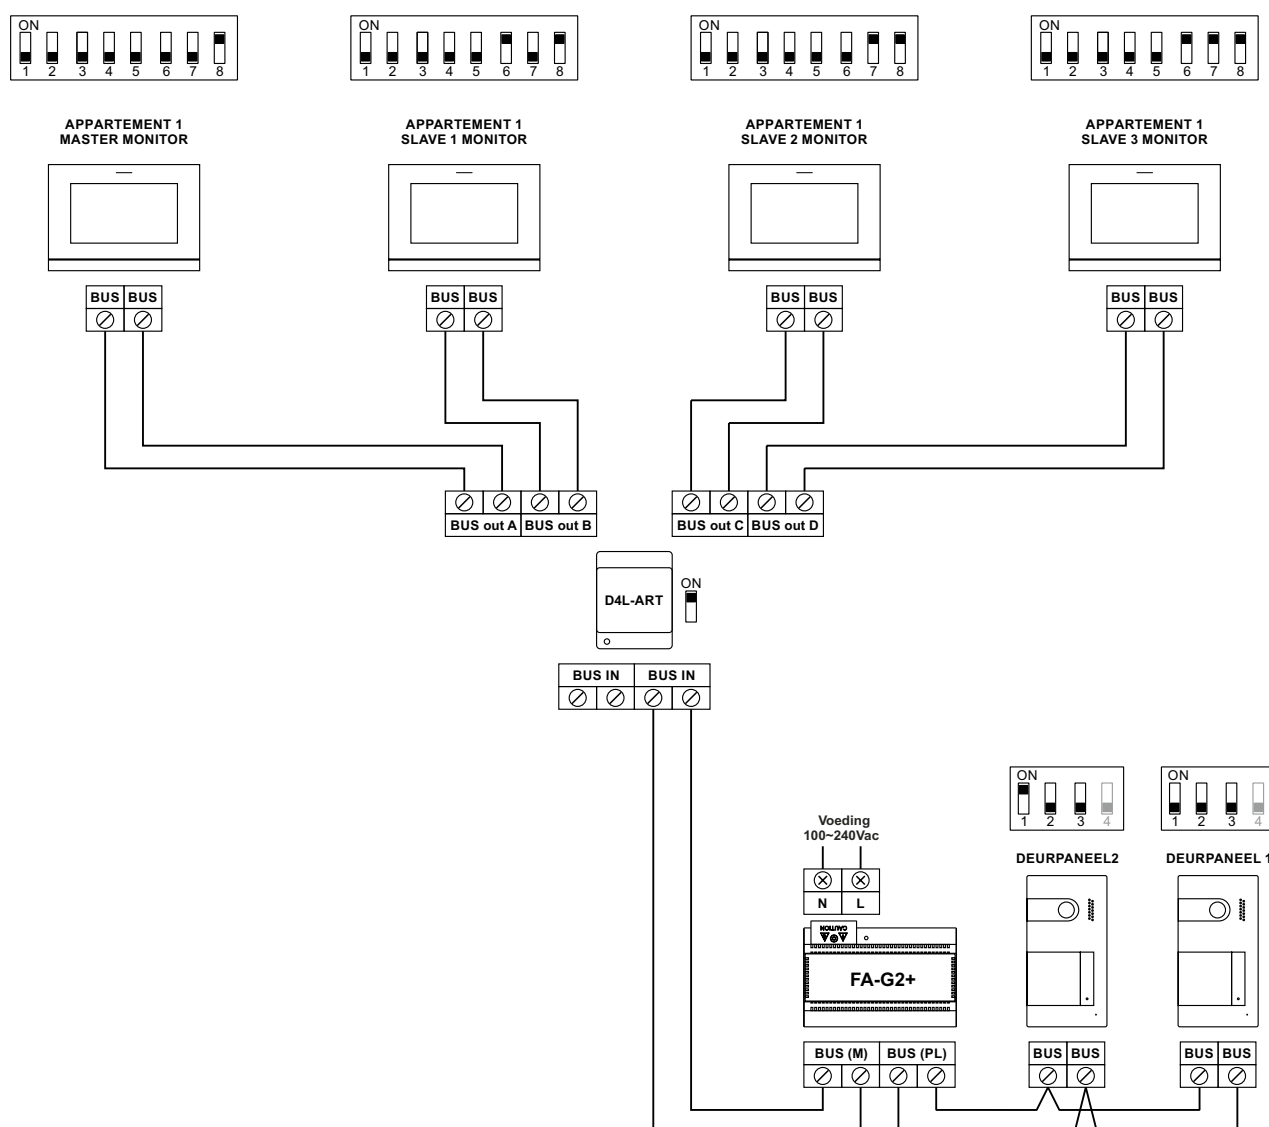 ON ON ON ON
1 2 3 4 5 6 7 8 1 2 3 4 5 6 7 8 1 2 3 4 5 6 7 8 1 2 3 4 5 6 7 8
APPARTEMENT 1 APPARTEMENT 1 APPARTEMENT 1 APPARTEMENT 1
MASTER MONITOR SLAVE 1 MONITOR SLAVE 2 MONITOR SLAVE 3 MONITOR
BUS BUS BUS BUS BUS BUS BUS BUS
BUS out A BUS out B BUS out C BUS out D
ON
D4L-ART
BUS IN BUS IN
ON ON
1 2 3 4 1 2 3 4
Voeding
100~240Vac
DEURPANEEL2 DEURPANEEL 1
N L
CAUTION
FA-G2+
BUS (M) BUS (PL) BUS BUS BUS BUS